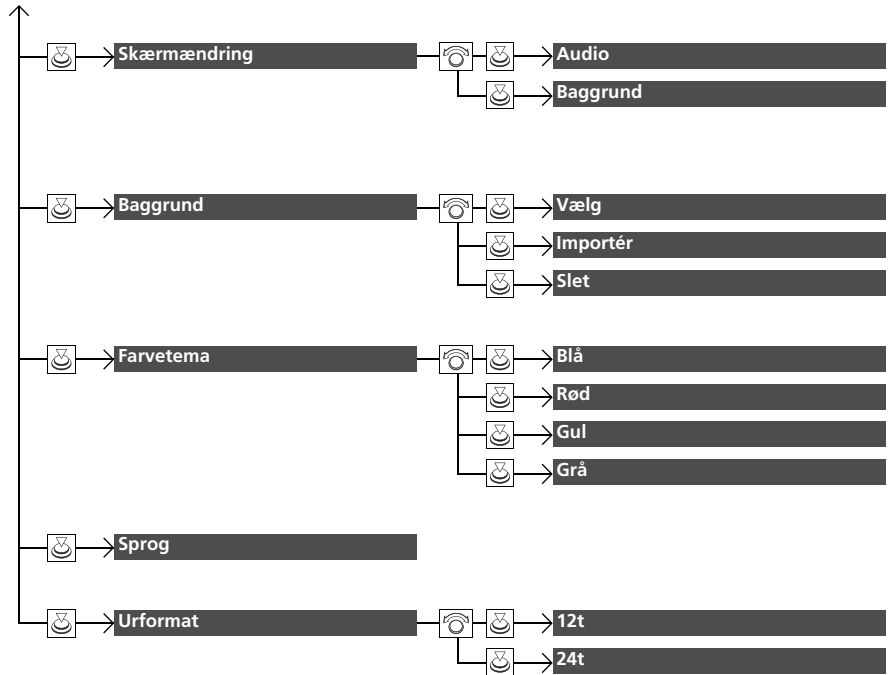 Skærmændring
Audio
Baggrund
Baggrund
Vælg
Importér
Slet
Farvetema
Blå
Rød
Gul
Grå
Sprog
Urformat
12t
24t